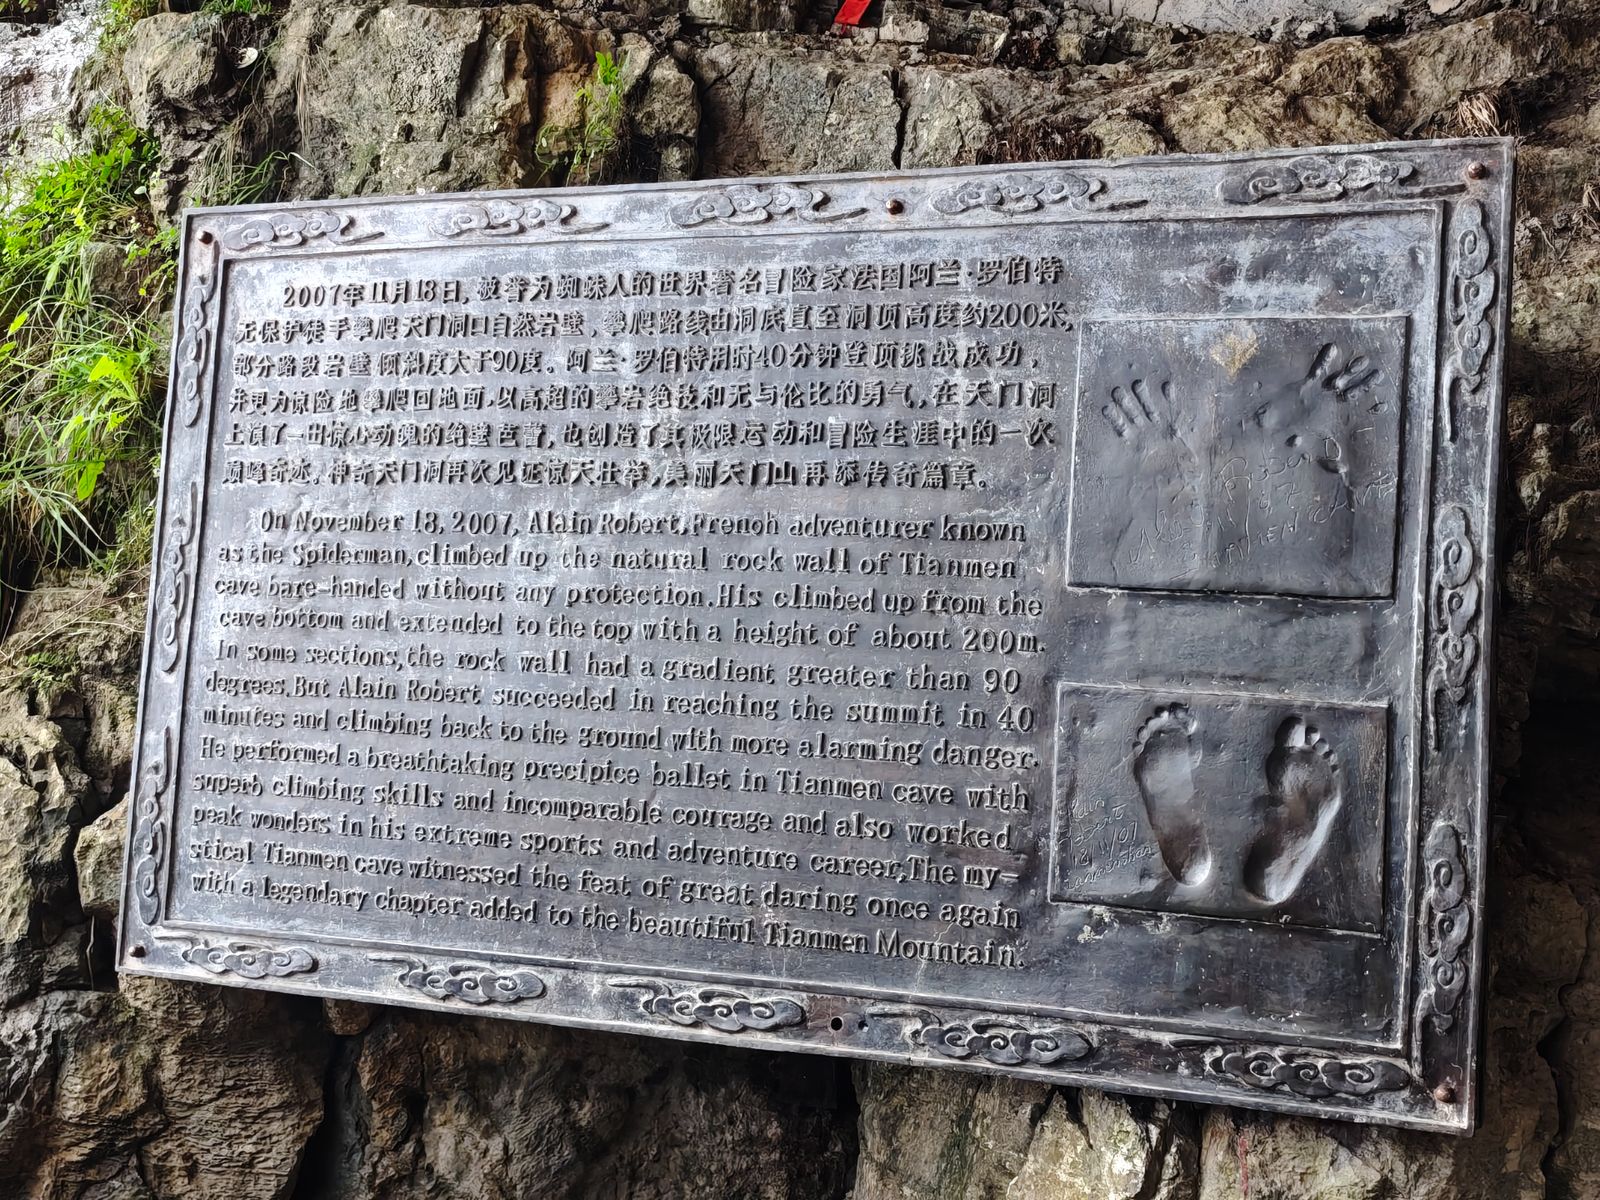 2007年11月18日,被誉为蜘蛛人的世界著名冒险家法国阿兰·罗伯特
无保护徒手攀爬天门洞口自然岩壁,攀爬路线由洞底直至洞顶高度约200米,
部分路段岩壁倾斜度大于90度。阿兰·罗伯特用时40分钟登顶挑战成功,
并更为惊险地攀爬回地面,以高超的攀岩绝技和无与伦比的勇气,在天门洞
上演了一出惊心动魄的绝壁芭蕾,也创造了其极限运动和冒险生涯中的一次
巅峰奇迹。神奇天门洞再次见证惊天壮举,美丽天门山再添传奇篇章。
On November 18, 2007, Alain Robert, French adventurer known
as the Spiderman, climbed up the natural rock wall of Tianmen
cave bare-handed without any protection. His climbed up from the
cave bottom and extended to the top with a height of about 200m.
In some sections, the rock wall had a gradient greater than 90
degrees. But Alain Robert succeeded in reaching the summit in 40
minutes and climbing back to the ground with more alarming danger.
He performed a breathtaking precipice ballet in Tianmen cave with
superb climbing skills and incomparable courage and also worked
peak wonders in his extreme sports and adventure career, The my-
stical Tianmen cave witnessed the feat of great daring once again
with a legendary chapter added to the beautiful Tianmen Mountain.
Alain
Robert
18/11/07